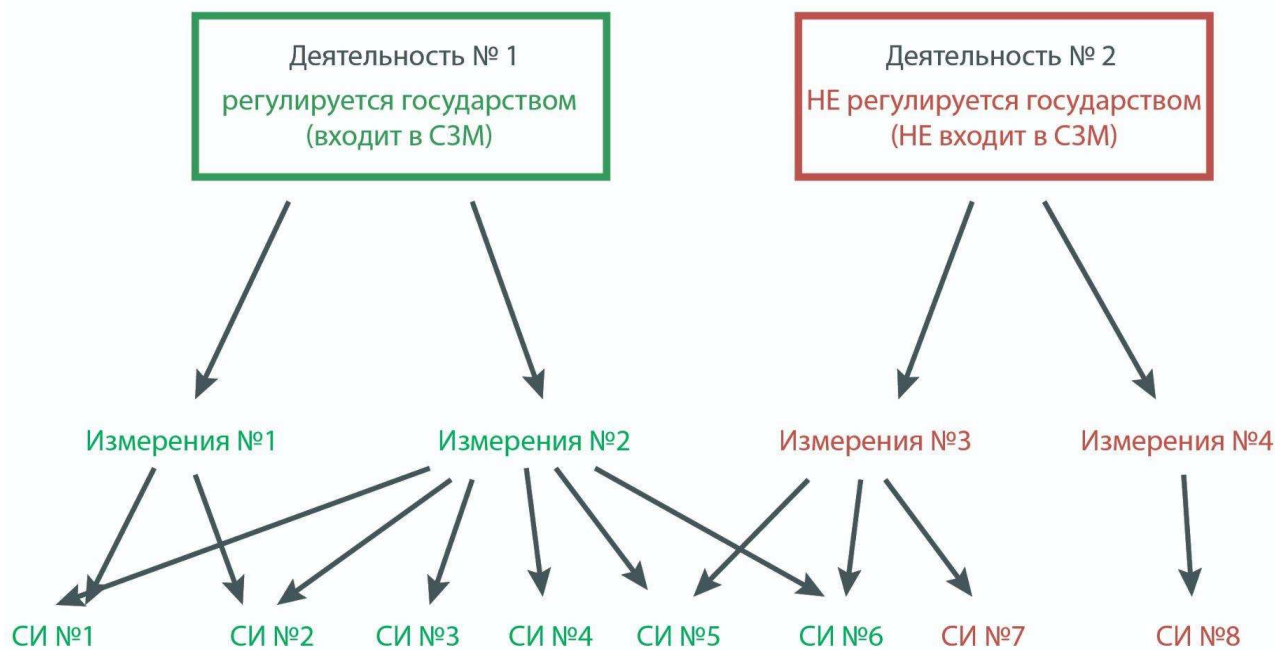 Деятельность № 1
регулируется государством
(входит в СЗМ)
Деятельность № 2
НЕ регулируется государством
(НЕ входит в СЗМ)
Измерения №1
Измерения №2
Измерения №3
Измерения №4
СИ №1
СИ №2
СИ №3
СИ №4
СИ №5
СИ №6
СИ №7
СИ №8